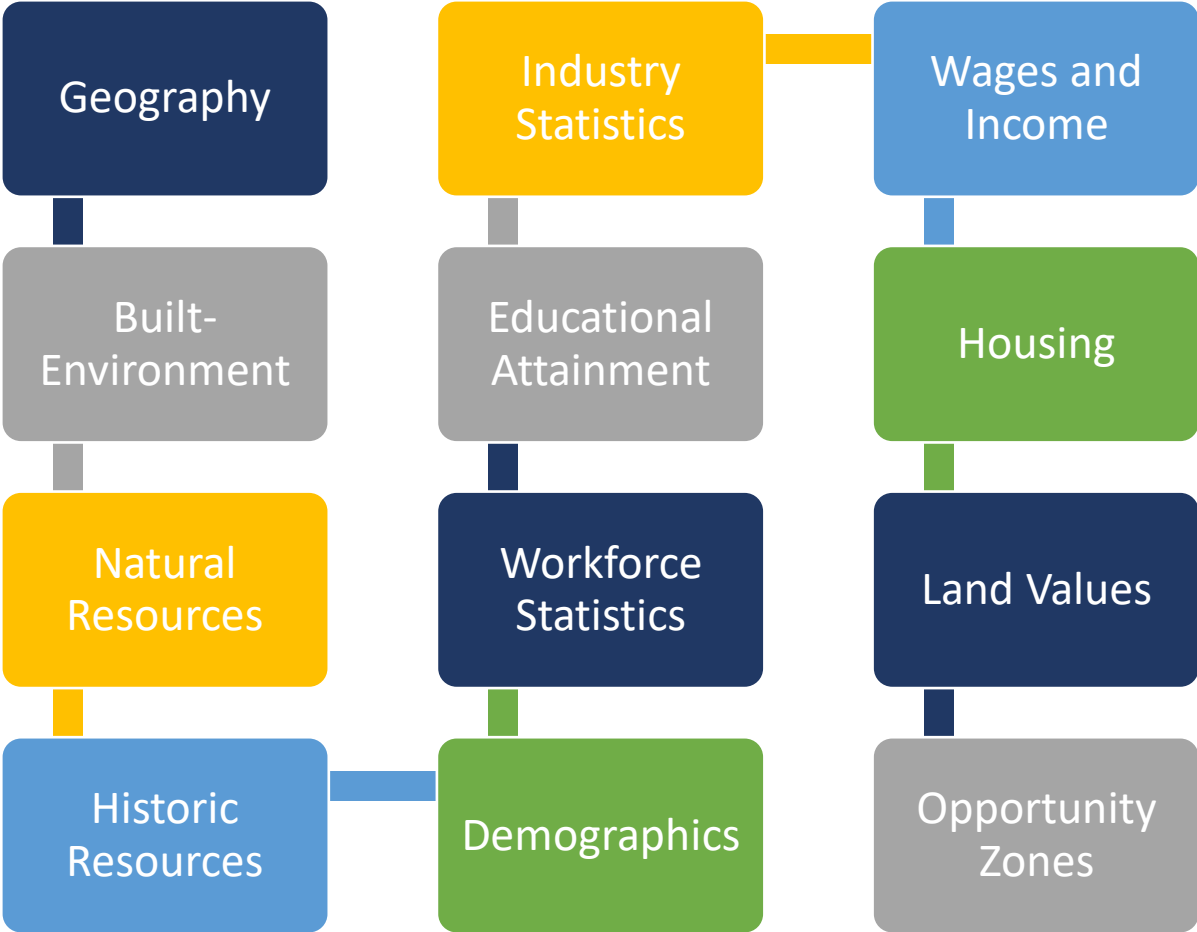 Geography
Built-
Environment
Natural
Resources
Historic
Resources
Demographics
Workforce
Statistics
Educational
Attainment
Industry
Statistics
Wages and
Income
Housing
Land Values
Opportunity
Zones